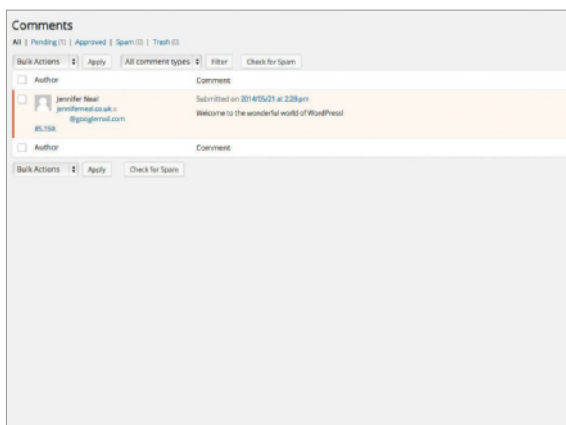 Comments
All | Pending (1) | Approved | Spam (0) | Trash (0)
Bulk Actions Apply All comment types Filter Check for Spam
Author Comment
Jennifer Neal Submitted on 2014/05/21 at 2:28 pm
jenniferneal.co.uk Welcome to the wonderful world of WordPress!
@googlemail.com
Author Comment
Bulk Actions Apply Check for Spam